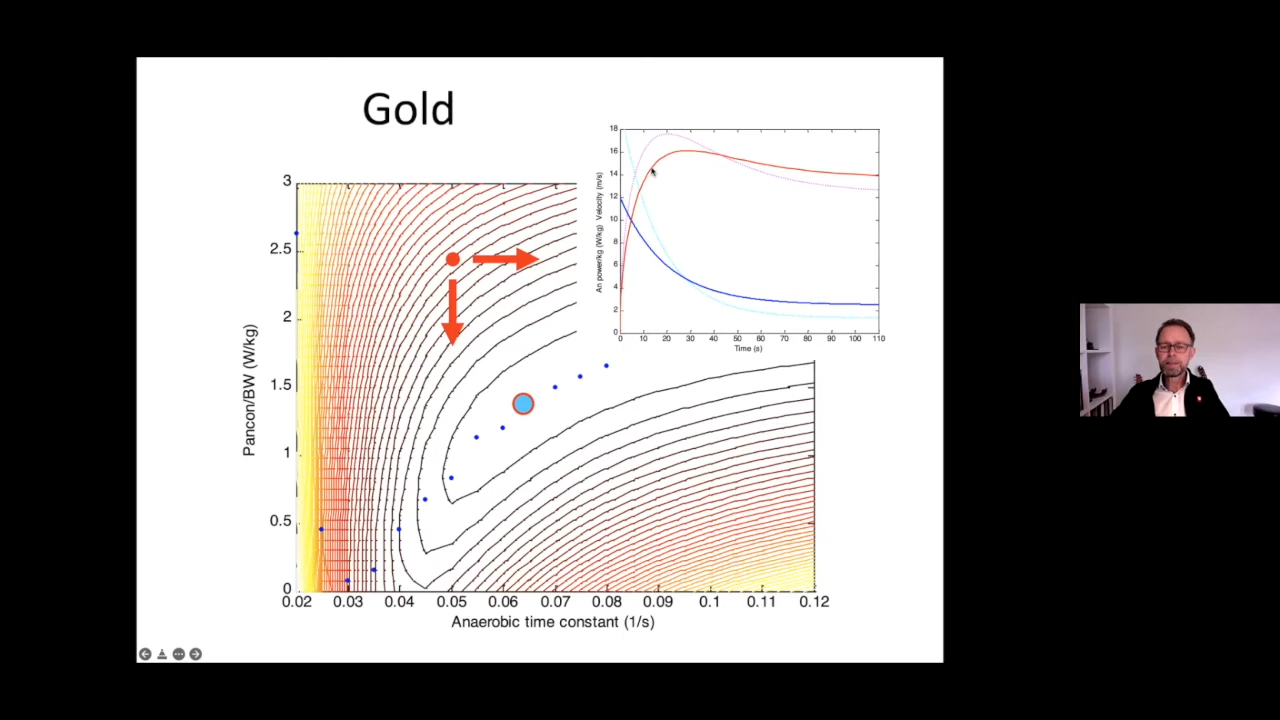 Gold
18
16
14
12
10
8
6
4
2
0
An power/kg (W/kg) Velocity (m/s)
0 10 20 30 40 50 60 70 80 90 100 110
Time (s)
3
2.5
2
1.5
1
0.5
0
Pancon/BW (W/kg)
0.02 0.03 0.04 0.05 0.06 0.07 0.08 0.09 0.1 0.11 0.12
Anaerobic time constant (1/s)